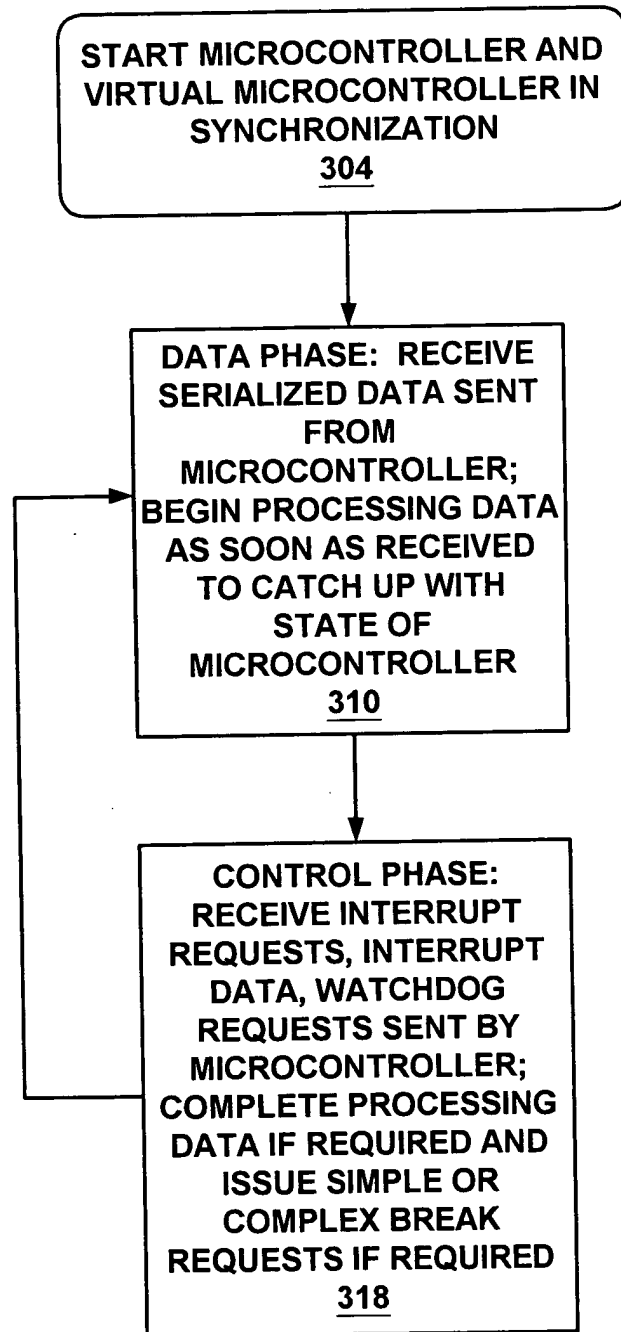 START MICROCONTROLLER AND
VIRTUAL MICROCONTROLLER IN
SYNCHRONIZATION
304
DATA PHASE: RECEIVE
SERIALIZED DATA SENT
FROM
MICROCONTROLLER;
BEGIN PROCESSING DATA
AS SOON AS RECEIVED
TO CATCH UP WITH
STATE OF
MICROCONTROLLER
310
CONTROL PHASE:
RECEIVE INTERRUPT
REQUESTS, INTERRUPT
DATA, WATCHDOG
REQUESTS SENT BY
MICROCONTROLLER;
COMPLETE PROCESSING
DATA IF REQUIRED AND
ISSUE SIMPLE OR
COMPLEX BREAK
REQUESTS IF REQUIRED
318